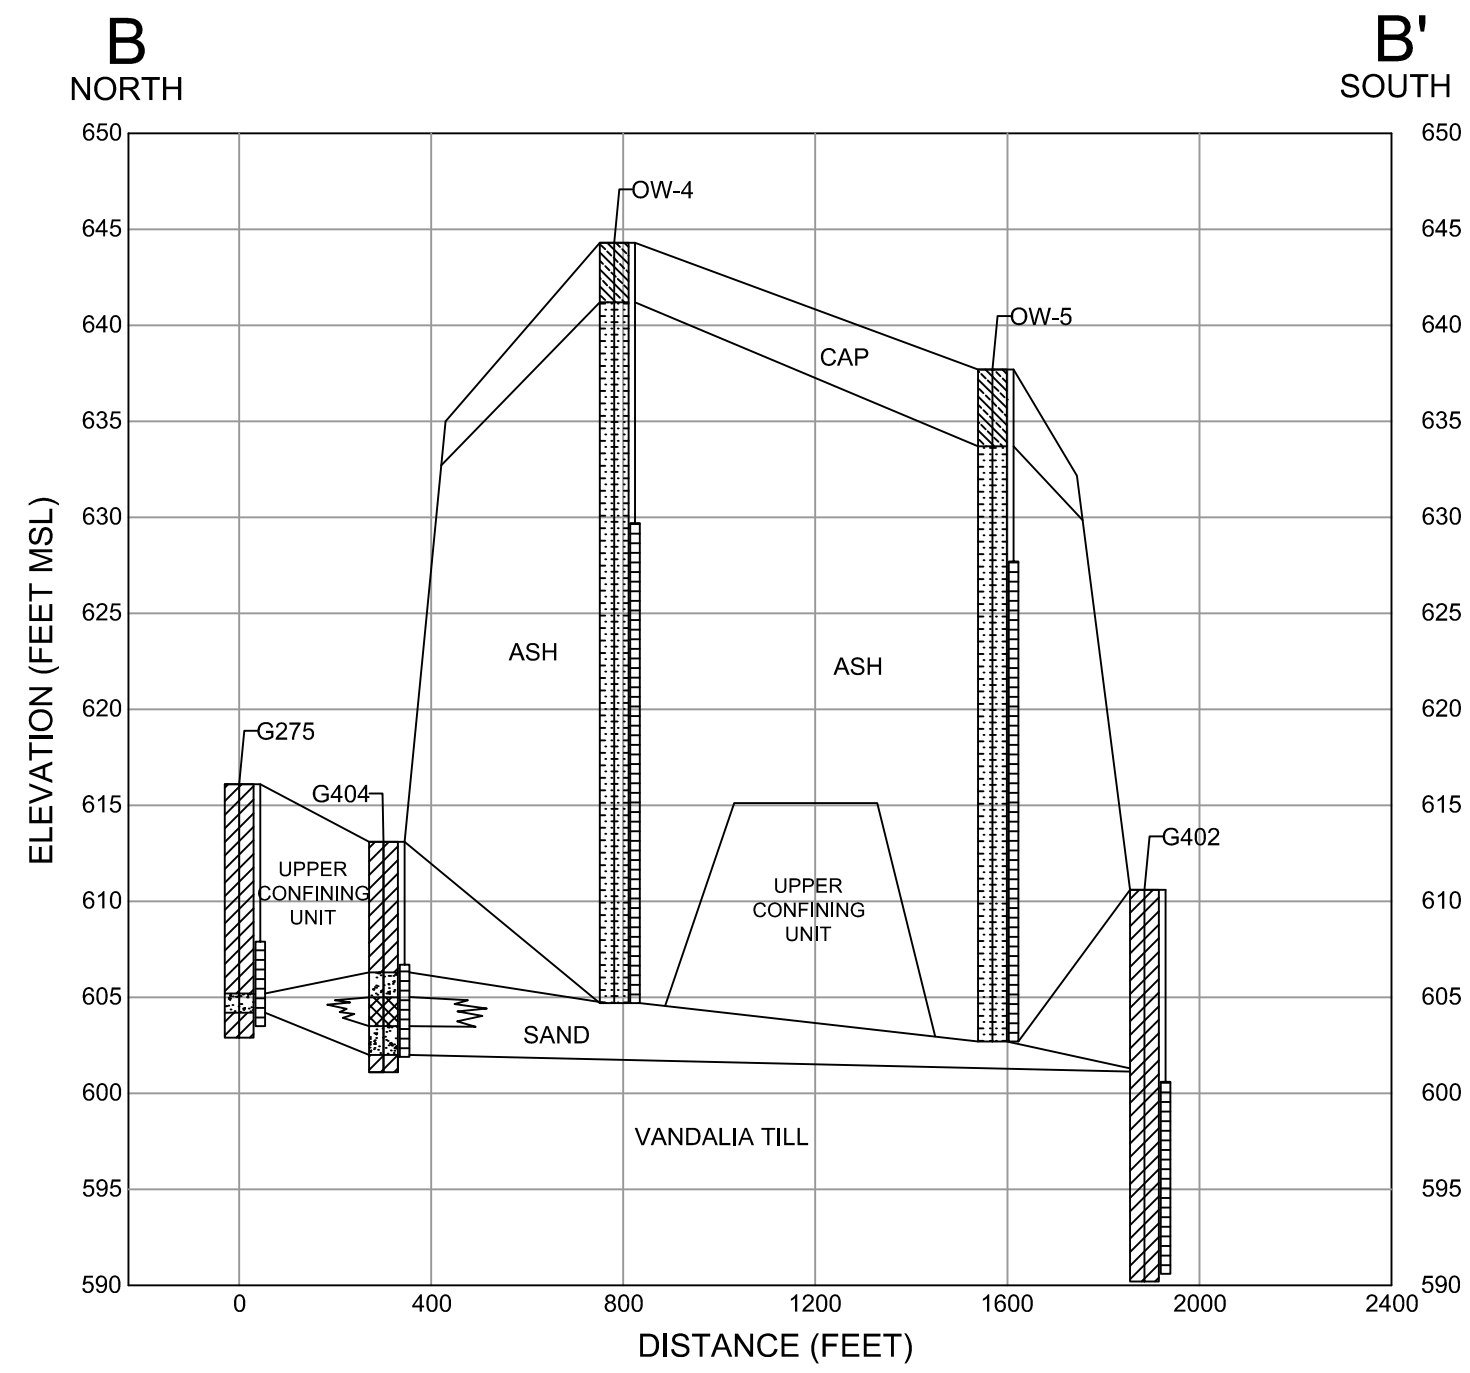 B
NORTH
B'
SOUTH
650 650
OW-4
645 645
640 640
OW-5
CAP
635 635
630 630
625 625
ASH
ASH
620 620
G275
615 615
G404
G402
UPPER
CONFINING
UNIT
UPPER
CONFINING
UNIT
610 610
605 605
SAND
600 600
VANDALIA TILL
595 595
590 590
ELEVATION (FEET MSL)
0 400 800 1200 1600 2000 2400
DISTANCE (FEET)